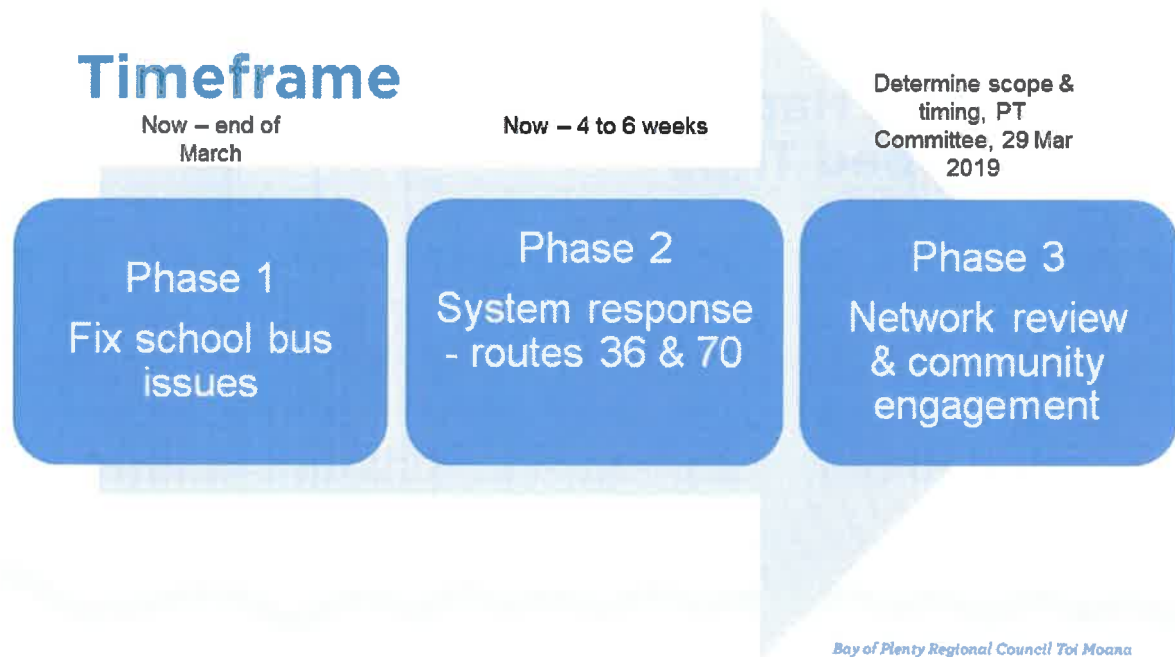 Timeframe
Now – end of
March
Now – 4 to 6 weeks
Determine scope &
timing, PT
Committee, 29 Mar
2019
Phase 1
Fix school bus
issues
Phase 2
System response
- routes 36 & 70
Phase 3
Network review
& community
engagement
Bay of Plenty Regional Council Toi Moana